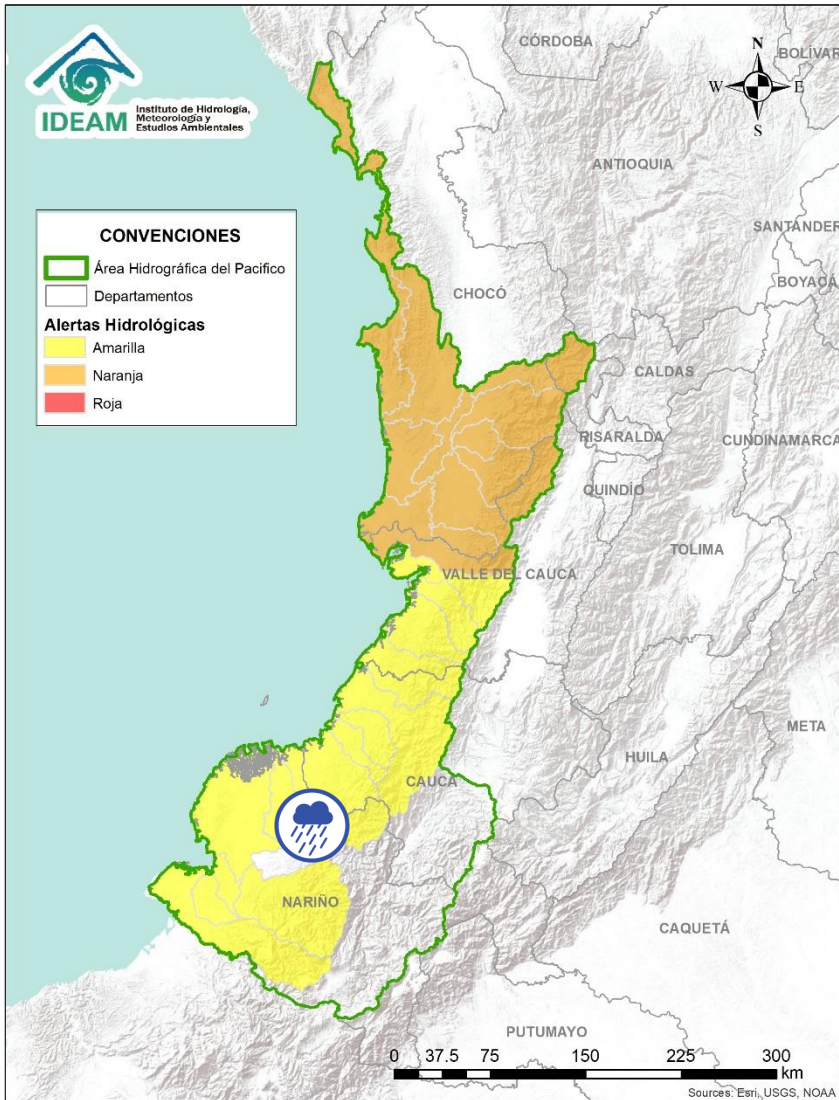 IDEAM
Instituto de Hidrología,
Meteorología y
Estudios Ambientales
CÓRDOBA
BOLÍVAR
N
W
E
S
ANTIOQUIA
SANTANDER
BOYACÁ
CONVENCIONES
Área Hidrográfica del Pacifico
Departamentos
Alertas Hidrológicas
Amarilla
Naranja
Roja
CHOCÓ
CALDAS
RISARALDA
CUNDINAMARCA
QUINDÍO
TOLIMA
VALLE DEL CAUCA
META
HUILA
CAUCA
NARIÑO
CAQUETÁ
PUTUMAYO
0 37.5 75 150 225 300
km
Sources: Esri, USGS, NOAA